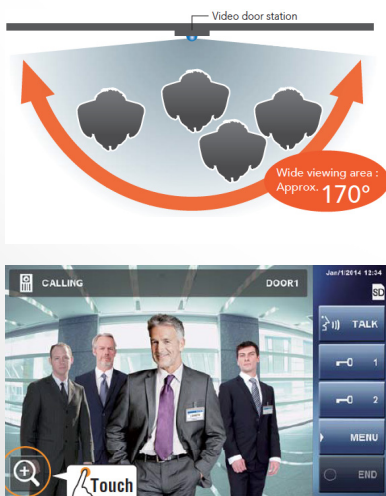 Video door station
Wide viewing area :
Approx. 170°
Jan/1/2014 12:34
CALLING
DOOR1
SD
TALK
1
2
MENU
END
Touch